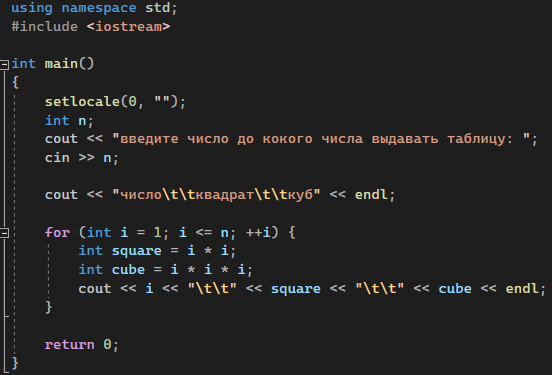 using namespace std;
#include <iostream>
int main()
{
setlocale(0, "");
int n;
cout << "введите число до кокого числа выдавать таблицу: ";
cin >> n;
cout << "число\t\tквадрат\t\tкуб" << endl;
for (int i = 1; i <= n; ++i) {
int square = i * i;
int cube = i * i * i;
cout << i << "\t\t" << square << "\t\t" << cube << endl;
}
return 0;
}